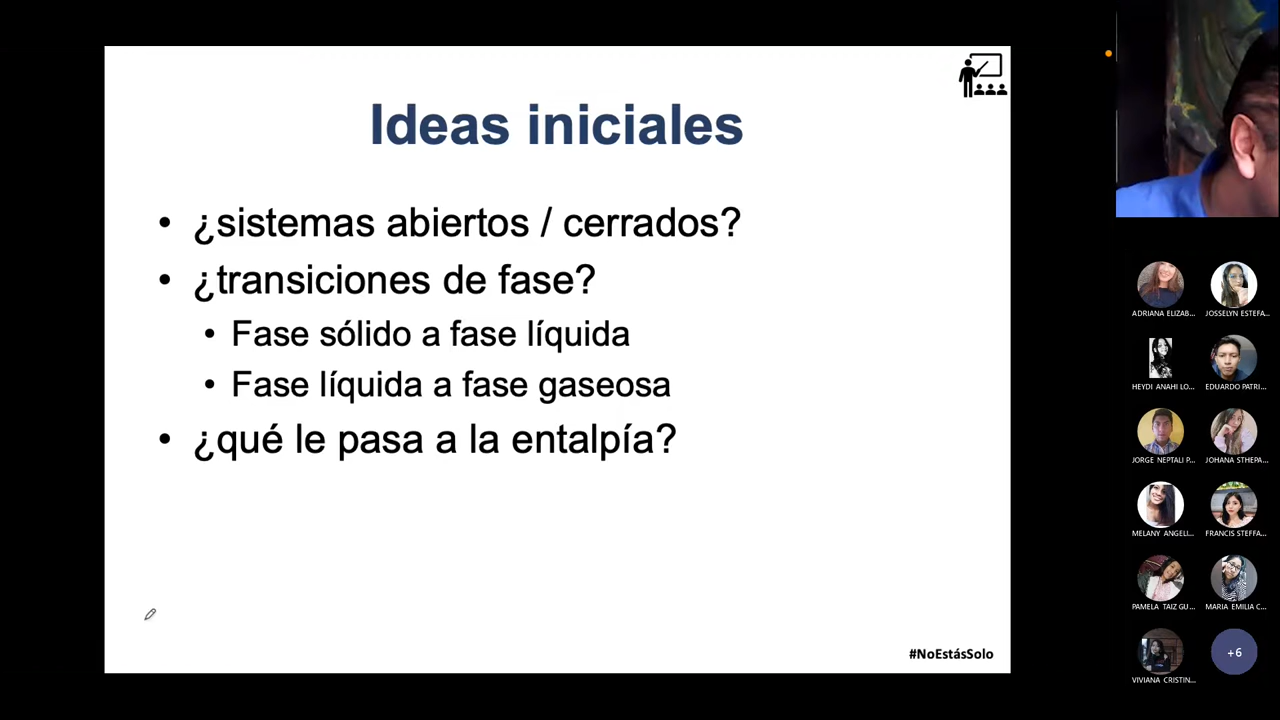 Ideas iniciales
• ¿sistemas abiertos / cerrados?
• ¿transiciones de fase?
• Fase sólido a fase líquida
• Fase líquida a fase gaseosa
• ¿qué le pasa a la entalpía?
#NoEstásSolo
ADRIANA ELIZAB...
JOSSELYN ESTEFA...
HEYDI ANAHI LO...
EDUARDO PATRI...
JORGE NEPTALI P...
JOHANA STHEPA...
MELANY ANGELI...
FRANCIS STEFFA...
PAMELA TAIZ GU...
MARIA EMILIA C...
VIVIANA CRISTIN...
+6